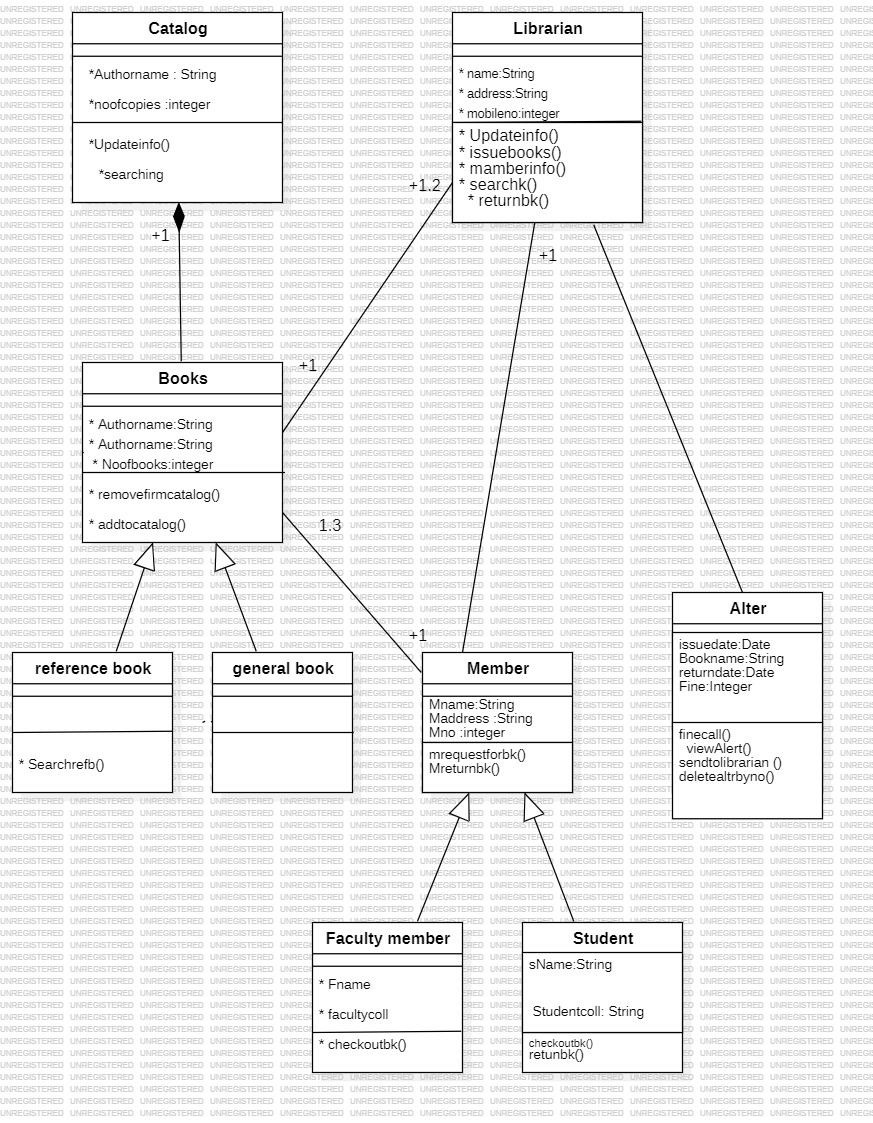 Catalog
*Authorname : String
*noofcopies :integer
*Updateinfo()
*searching
Librarian
* name:String
* address:String
* mobileno:integer
* Updateinfo()
* issuebooks()
* mamberinfo()
* searchk()
* returnbk()
+1.2
+1
+1
+1
Books
* Authorname:String
* Authorname:String
* Noofbooks:integer
* removefirmcatalog()
* addtocatalog()
1.3
+1
Alter
issuedate:Date
Bookname:String
returndate:Date
Fine:Integer
finecall()
viewAlert()
sendtolibrarian ()
deletealtrbyno()
reference book
* Searchrefb()
general book
Member
Mname:String
Maddress :String
Mno :integer
mrequestforbk()
Mreturnbk()
Faculty member
* Fname
* facultycoll
* checkoutbk()
Student
sName:String
Studentcoll: String
checkoutbk()
retunbk()
UNREGISTERED